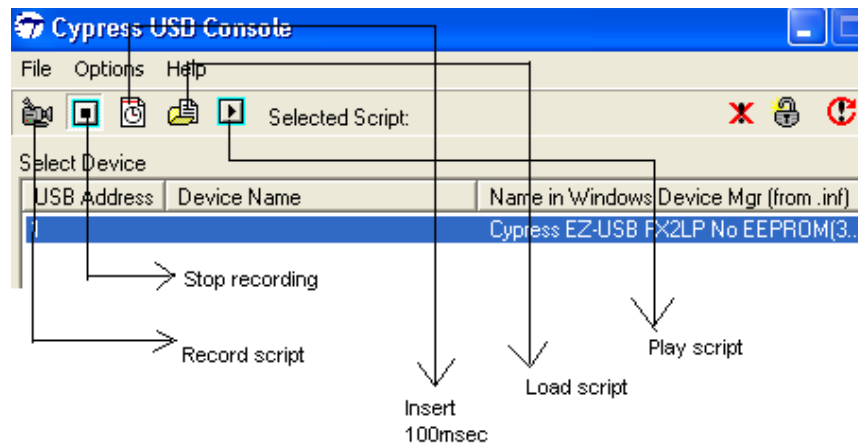 Cypress USB Console
File Options Help
Selected Script:
Select Device
USB Address Device Name Name in Windows Device Mgr (from .inf)
1 Cypress EZ-USB FX2LP No EEPROM(3...
Stop recording
Record script
Play script
Load script
Insert
100msec